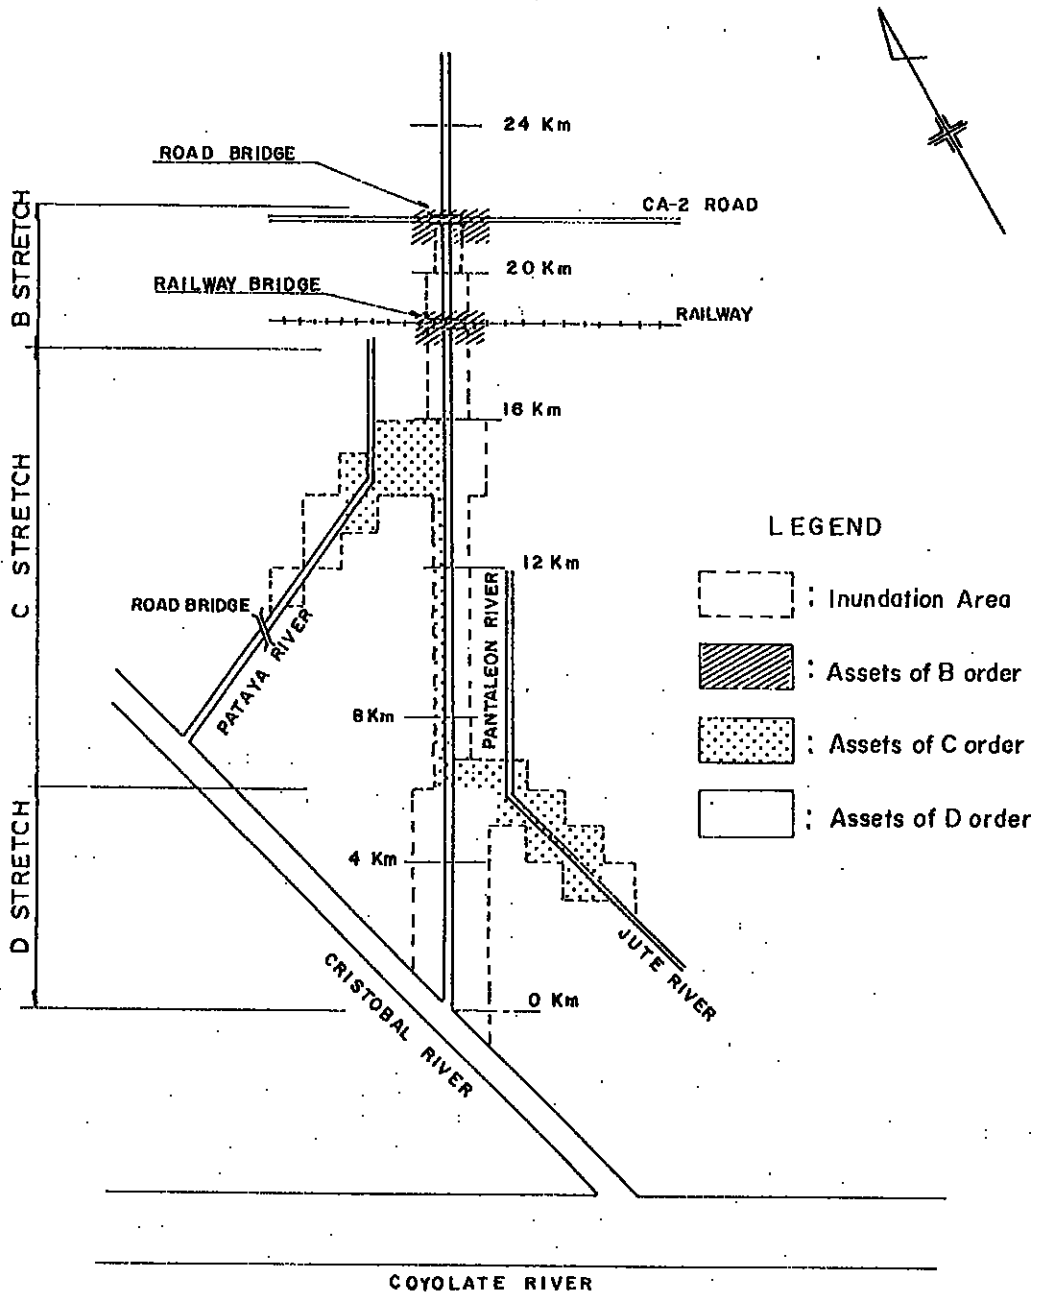 24 Km
ROAD BRIDGE
CA-2 ROAD
B STRETCH
20 Km
RAILWAY BRIDGE
RAILWAY
16 Km
C STRETCH
LEGEND
12 Km
PANTALEON RIVER
: Inundation Area
ROAD BRIDGE
PATAYA RIVER
: Assets of B order
8 Km
: Assets of C order
D STRETCH
: Assets of D order
4 Km
JUTE RIVER
CRISTOBAL RIVER
0 Km
COYOLATE RIVER